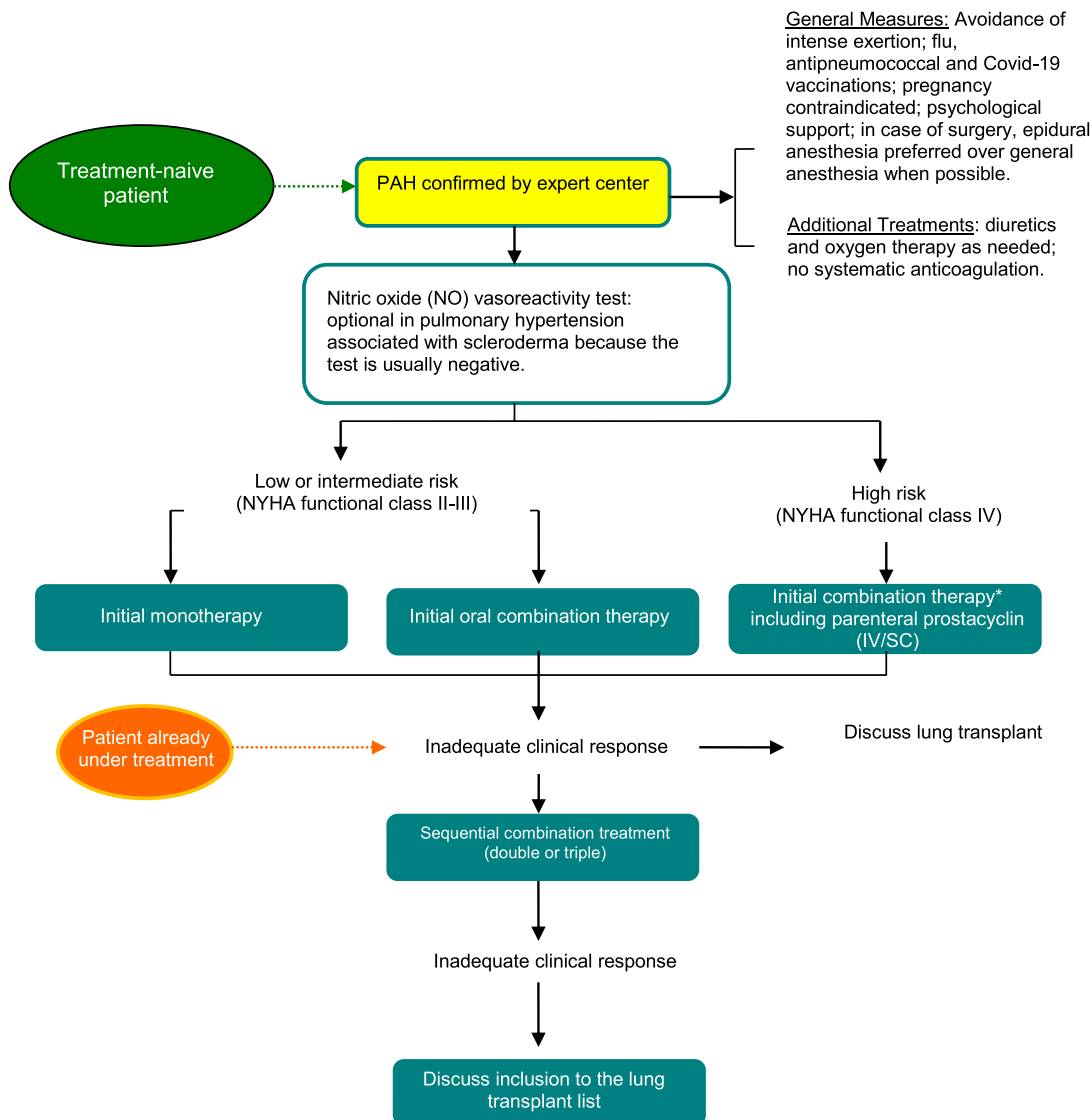 General Measures: Avoidance of
intense exertion; flu,
antipneumococcal and Covid-19
vaccinations; pregnancy
contraindicated; psychological
support; in case of surgery, epidural
anesthesia preferred over general
anesthesia when possible.
Treatment-naive
patient
PAH confirmed by expert center
Additional Treatments: diuretics
and oxygen therapy as needed;
no systematic anticoagulation.
Nitric oxide (NO) vasoreactivity test:
optional in pulmonary hypertension
associated with scleroderma because the
test is usually negative.
Low or intermediate risk
(NYHA functional class II-III)
High risk
(NYHA functional class IV)
Initial monotherapy
Initial oral combination therapy
Initial combination therapy*
including parenteral prostacyclin
(IV/SC)
Patient already
under treatment
Inadequate clinical response
Discuss lung transplant
Sequential combination treatment
(double or triple)
Inadequate clinical response
Discuss inclusion to the lung
transplant list